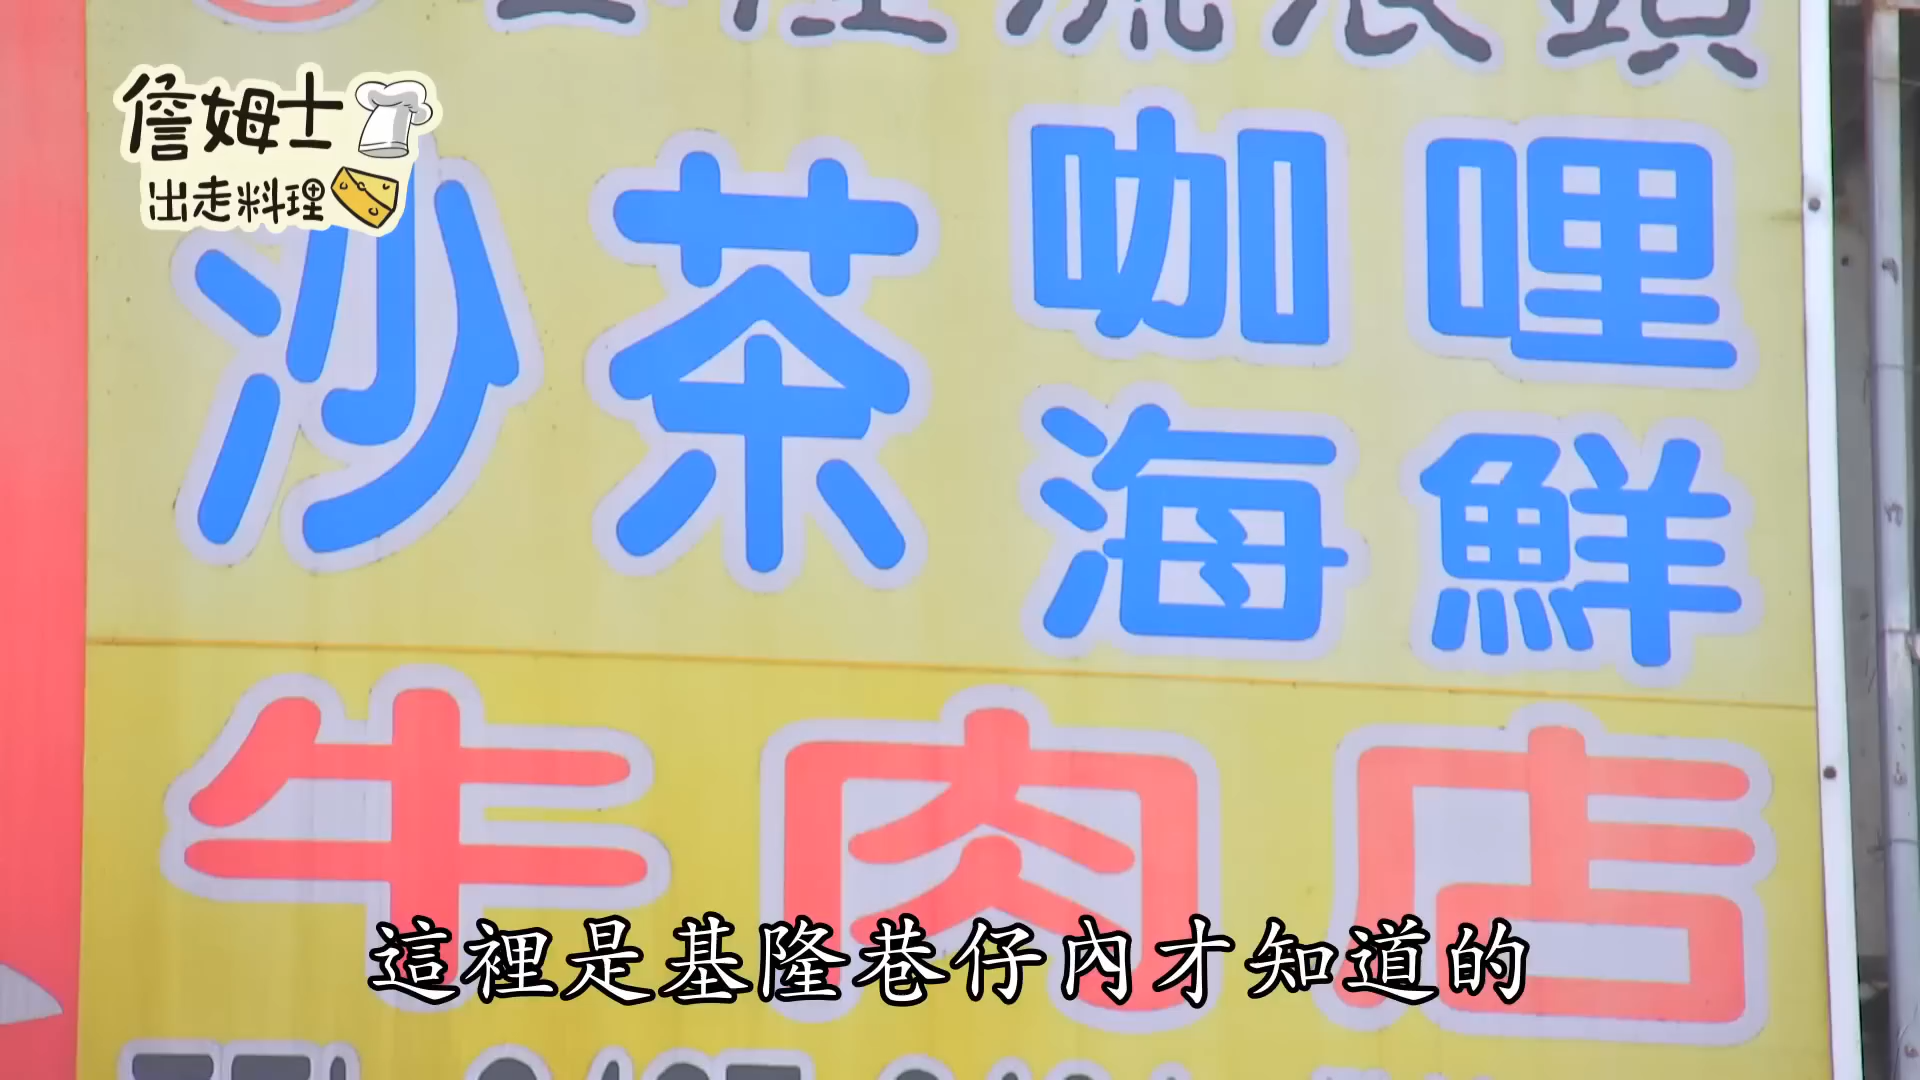 詹姆士
出走料理
沙茶
咖哩
海鮮
牛肉店
這裡是基隆巷仔內才知道的